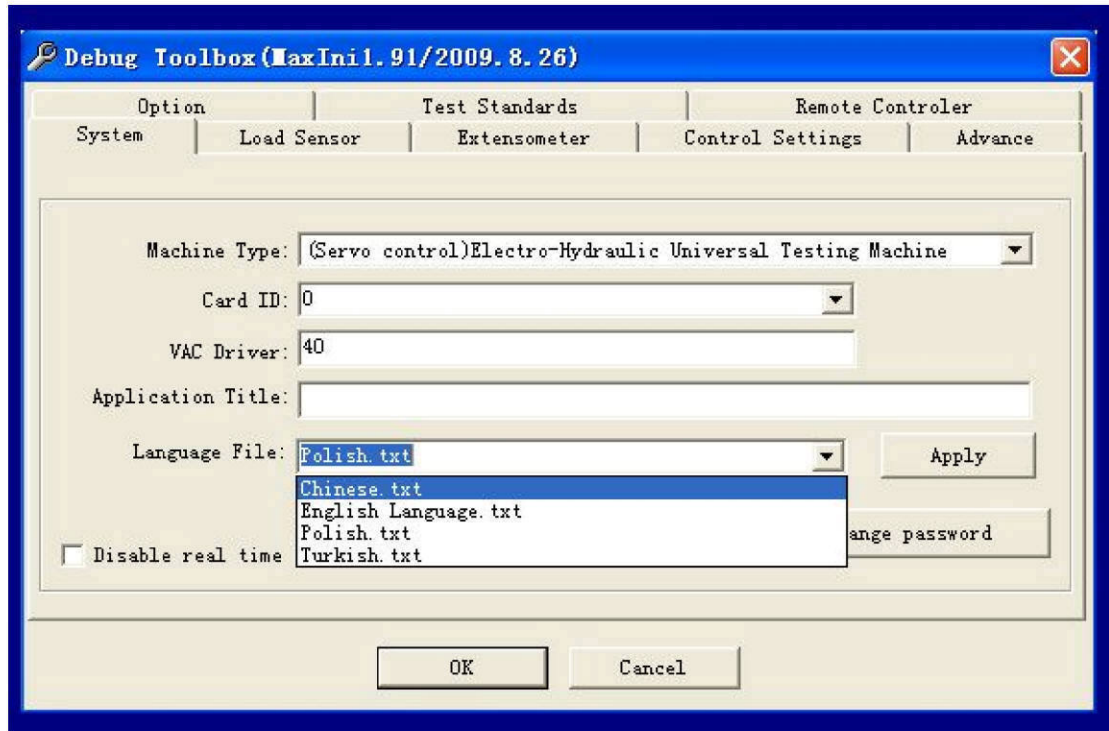 Debug Toolbox(MaxIni1.91/2009.8.26)
Option Test Standards Remote Controler
System Load Sensor Extensometer Control Settings Advance
Machine Type: (Servo control)Electro-Hydraulic Universal Testing Machine
Card ID: 0
VAC Driver: 40
Application Title:
Language File: Polish.txt Apply
Chinese.txt
English Language.txt
Polish.txt ange password
Disable real time Turkish.txt
OK Cancel